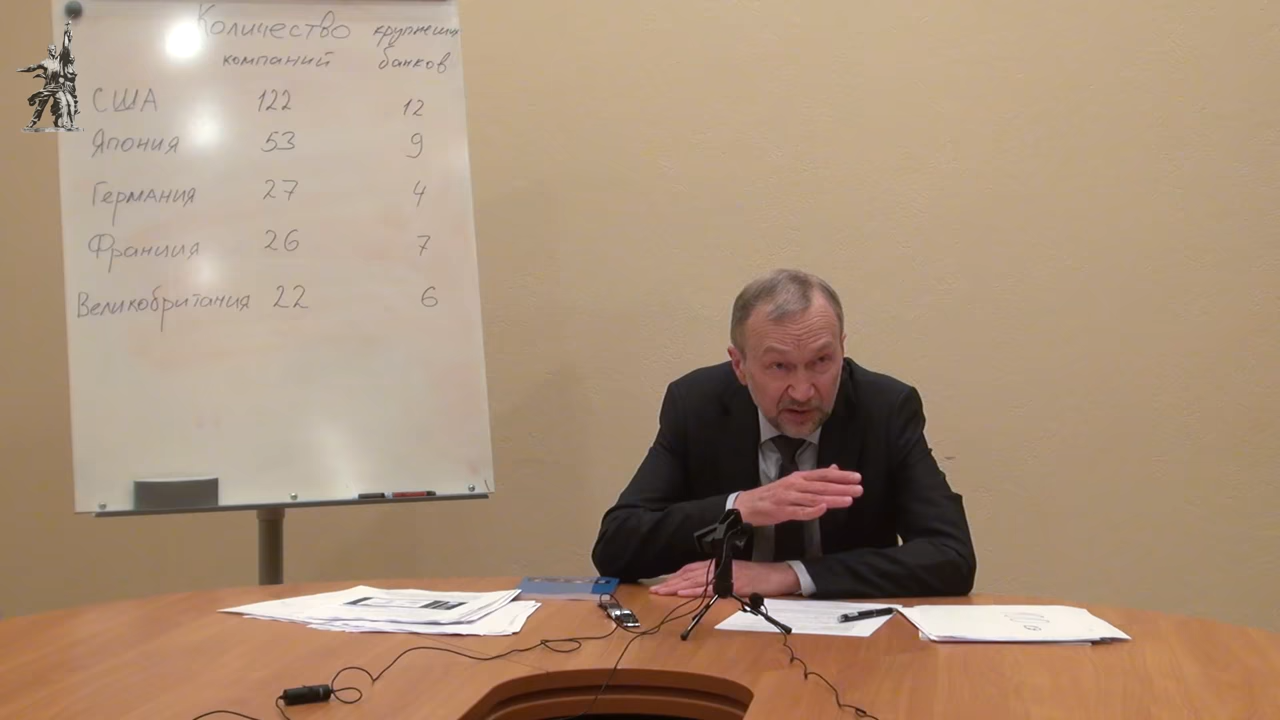 Количество крупнейших
компаний банков
США 122 12
Япония 53 9
Германия 27 4
Франция 26 7
Великобритания 22 6